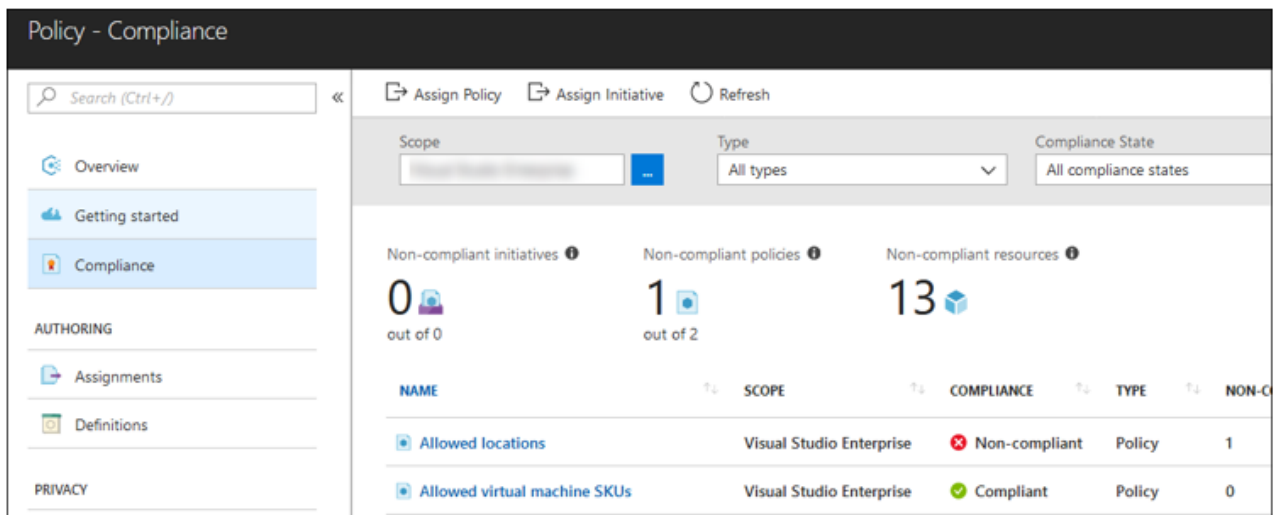 Policy - Compliance
Search (Ctrl+/)
«
Assign Policy
Assign Initiative
Refresh
Scope
Type
Compliance State
...
All types
All compliance states
Overview
Getting started
Compliance
AUTHORING
Assignments
Definitions
PRIVACY
Non-compliant initiatives
Non-compliant policies
Non-compliant resources
0
1
13
out of 0
out of 2
NAME SCOPE COMPLIANCE TYPE
Allowed locations Visual Studio Enterprise Non-compliant Policy 1
Allowed virtual machine SKUs Visual Studio Enterprise Compliant Policy 0